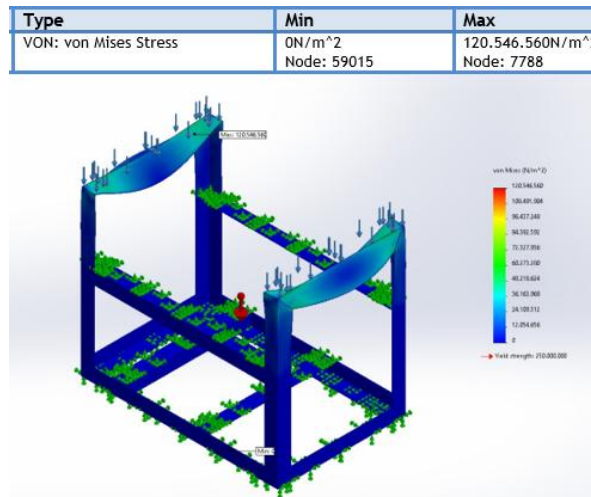 Type Min Max
VON: von Mises Stress 0N/m^2 120.546.560N/m^
Node: 59015 Node: 7788
Max: 120.546.560
von Mises (N/m^2)
120.546.560
108.491.904
96.437.248
84.382.592
72.327.936
60.273.280
48.218.624
36.163.968
24.109.312
12.054.656
0
Yield strength: 250.000.000
Min: